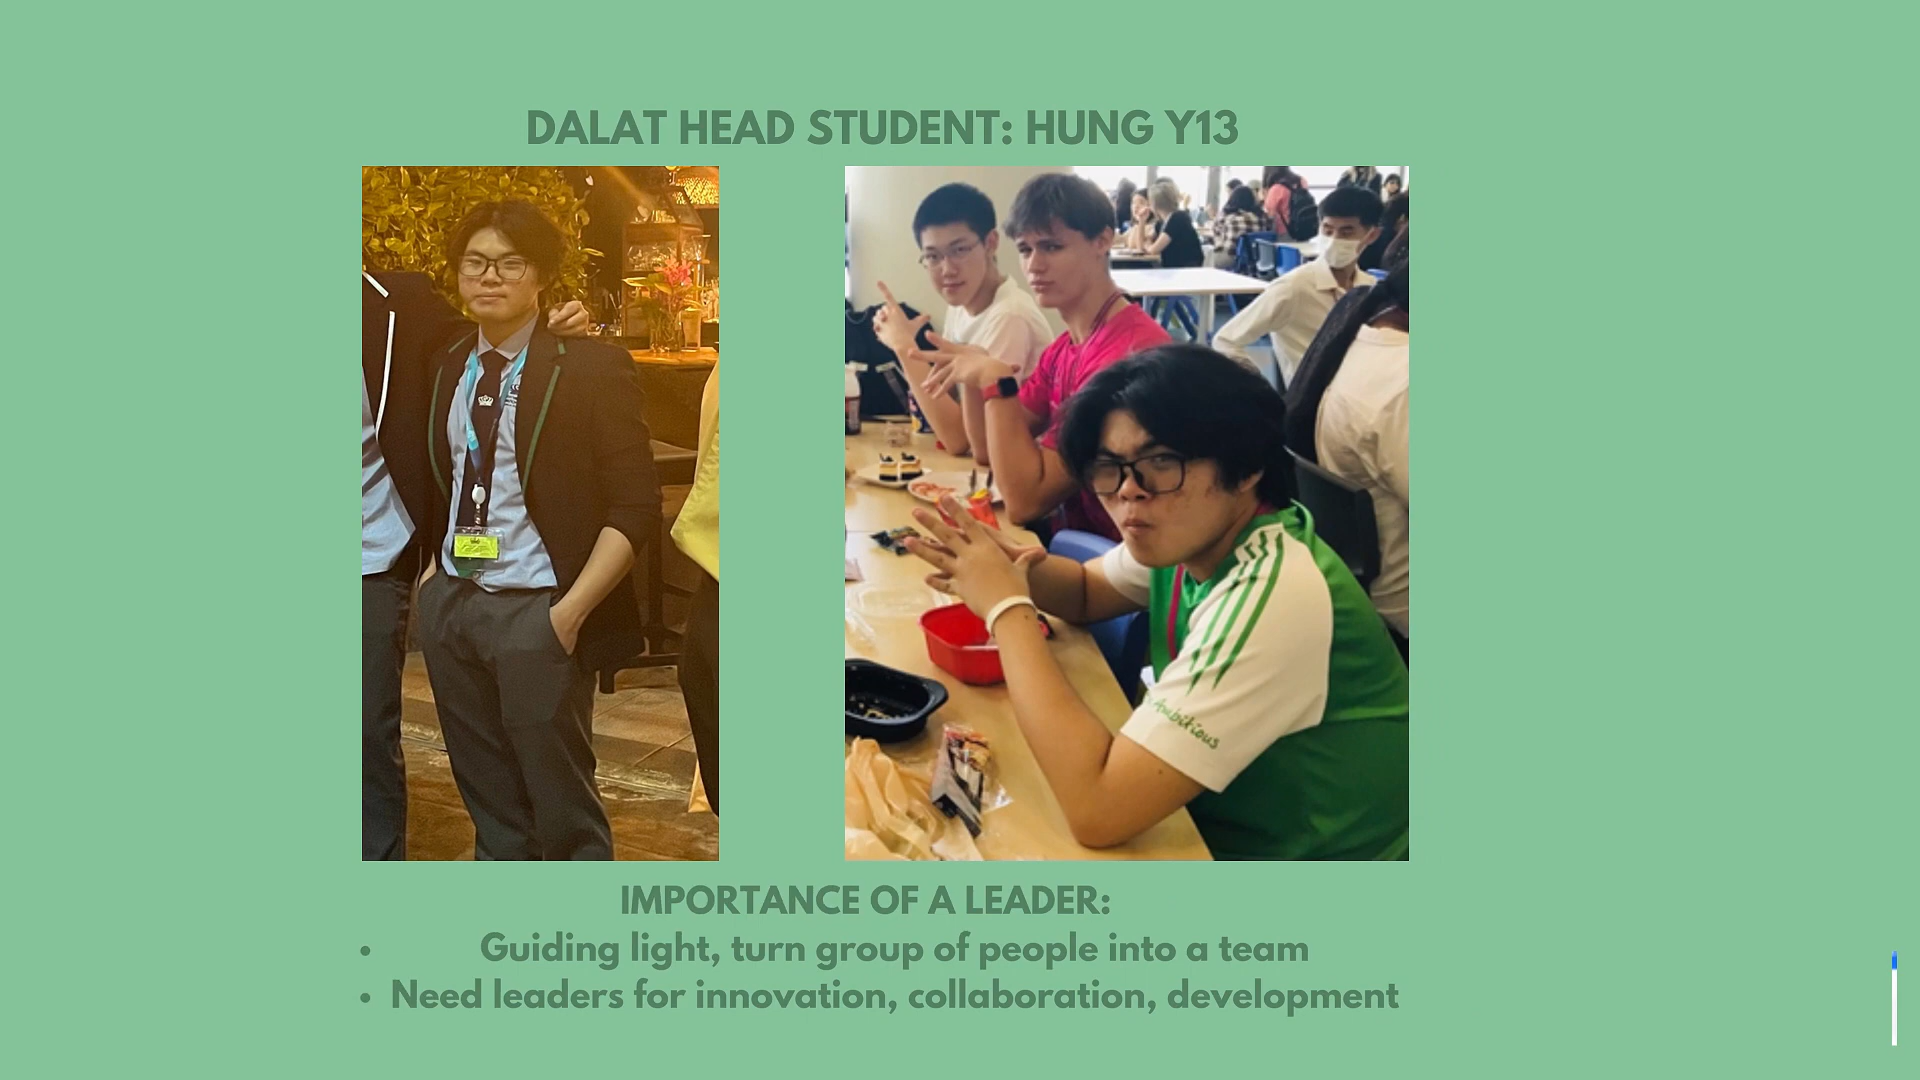 DALAT HEAD STUDENT: HUNG Y13
Ambitious
IMPORTANCE OF A LEADER:
• Guiding light, turn group of people into a team
• Need leaders for innovation, collaboration, development